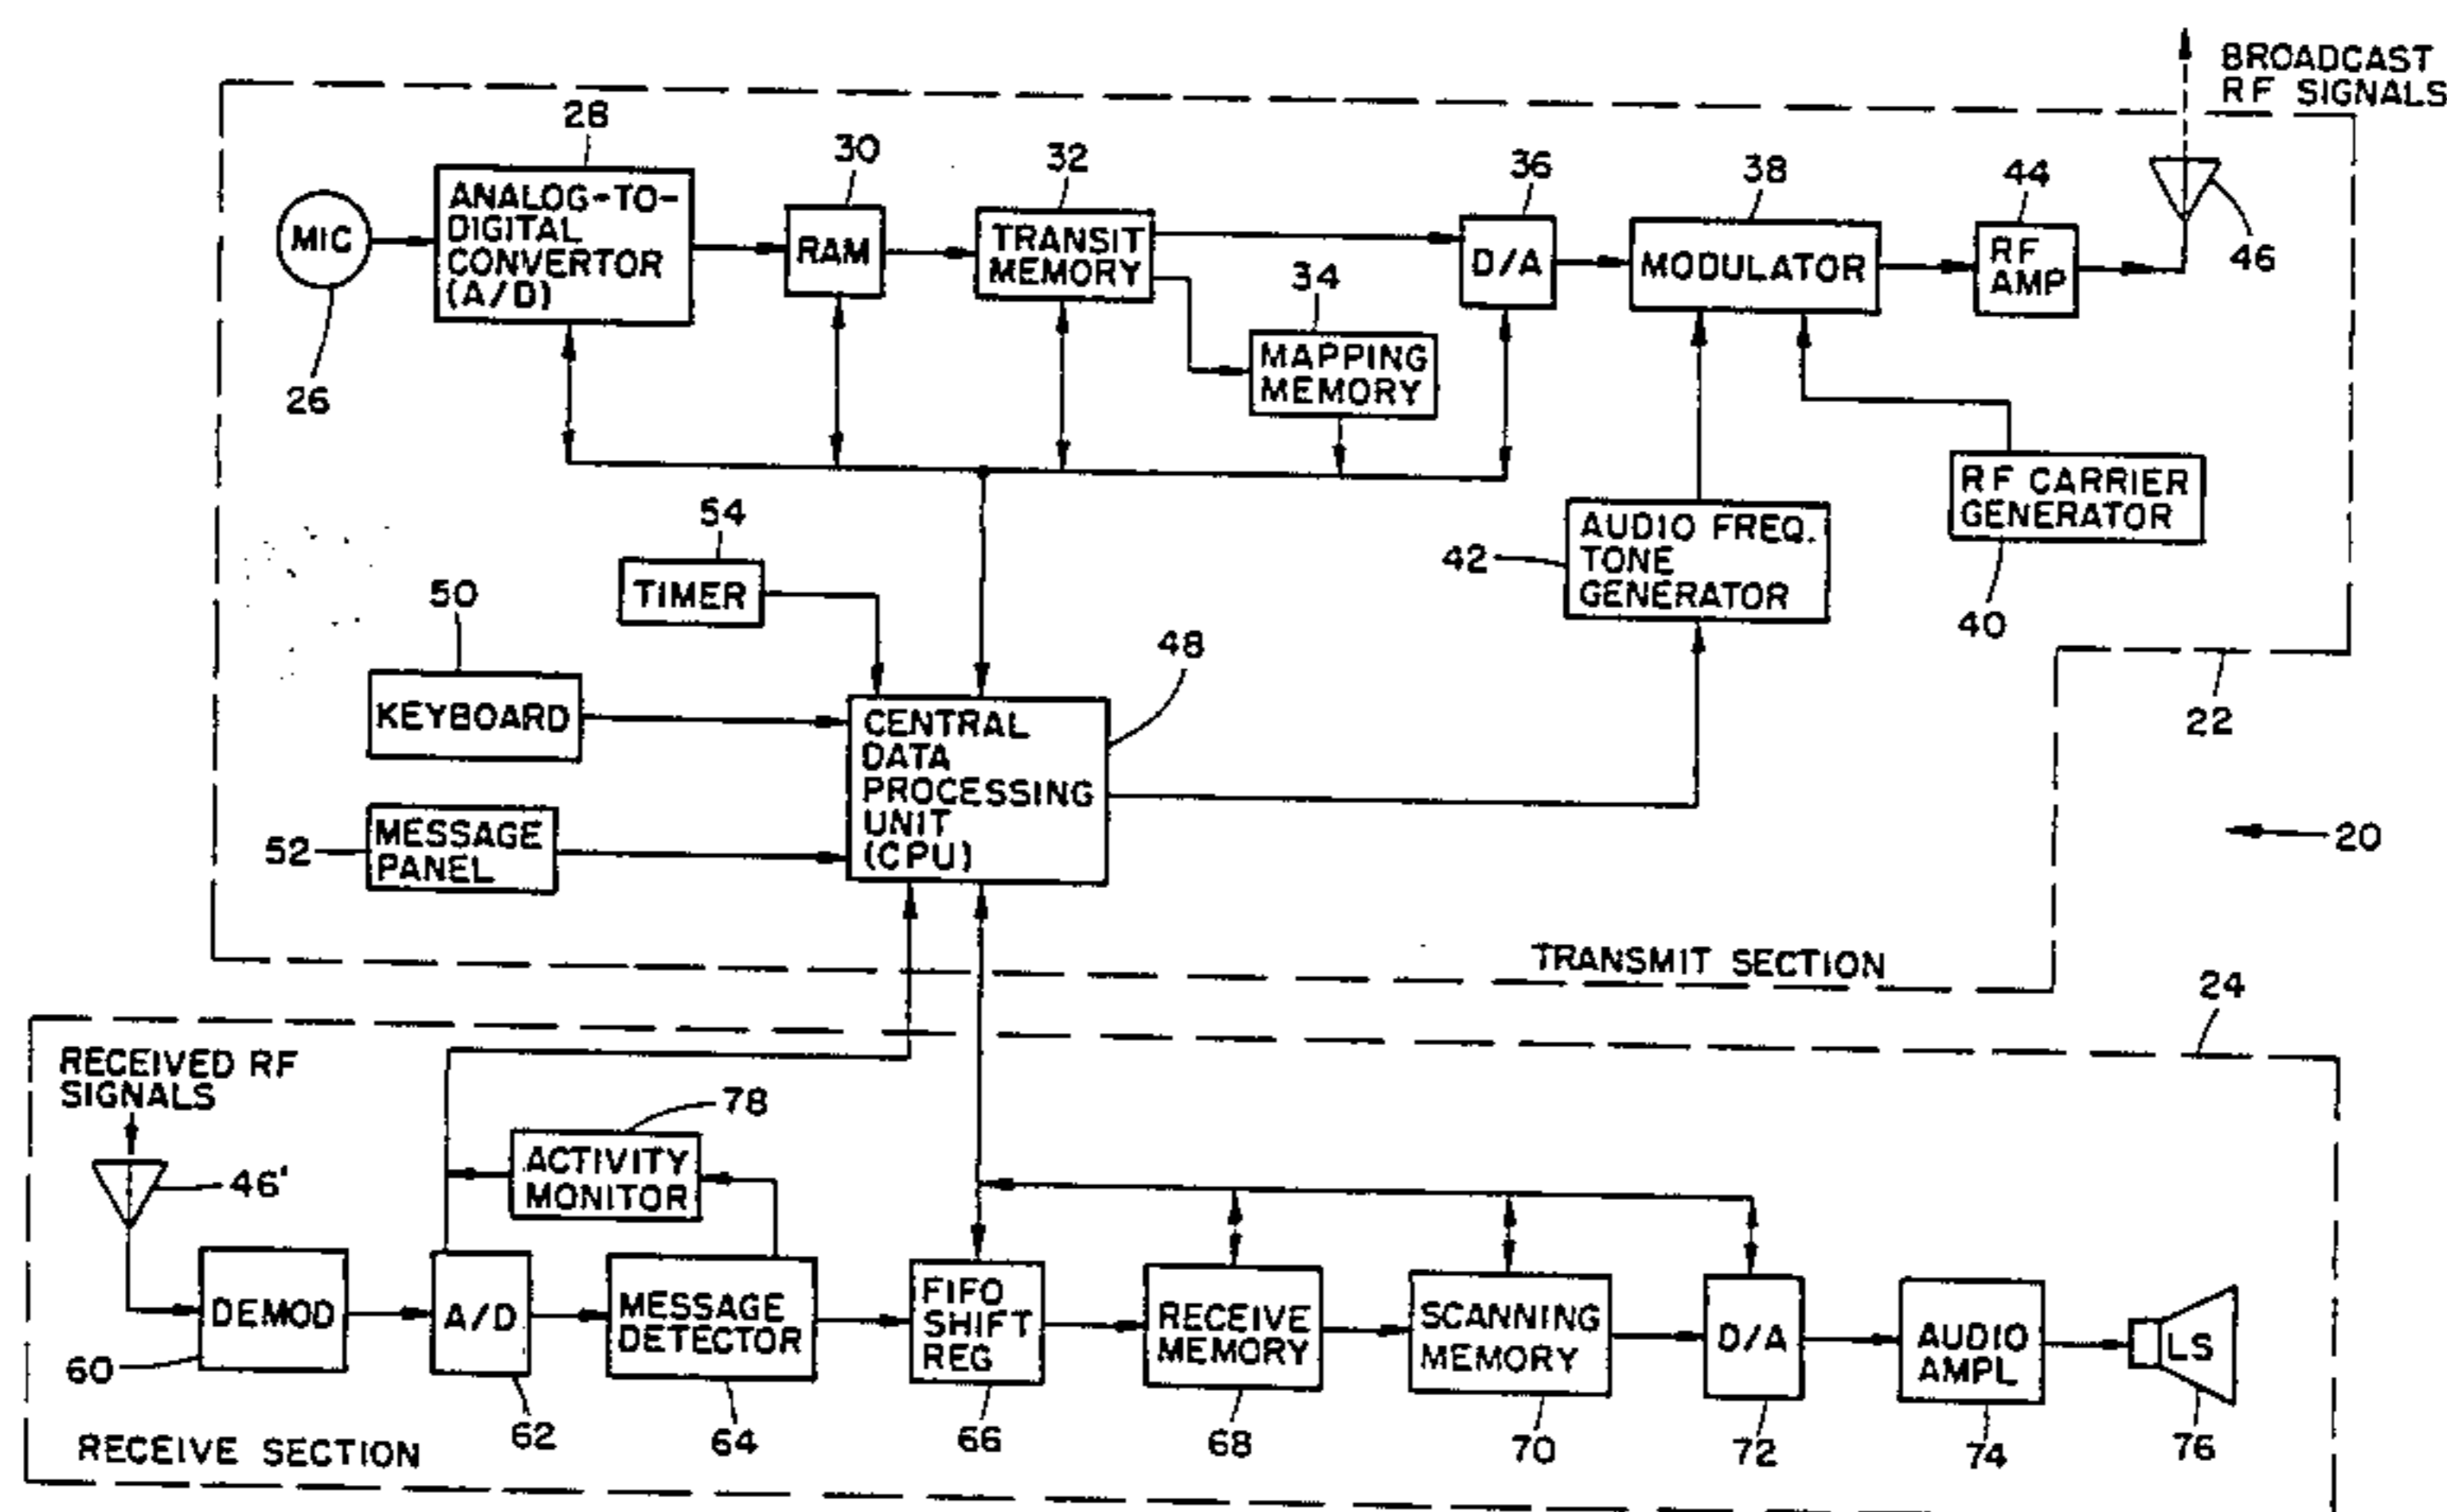 BROADCAST
RF SIGNALS
28
30
32
36
38
44
MIC
ANALOG-TO-
DIGITAL
CONVERTOR
(A/D)
RAM
TRANSIT
MEMORY
D/A
MODULATOR
RF
AMP
46
34
MAPPING
MEMORY
26
RF CARRIER
GENERATOR
54
TIMER
42
AUDIO FREQ.
TONE
GENERATOR
40
50
48
KEYBOARD
CENTRAL
DATA
PROCESSING
UNIT
(CPU)
22
52
MESSAGE
PANEL
20
TRANSMIT SECTION
24
RECEIVED RF
SIGNALS
78
ACTIVITY
MONITOR
46'
DEMOD
A/D
MESSAGE
DETECTOR
FIFO
SHIFT
REG
RECEIVE
MEMORY
SCANNING
MEMORY
D/A
AUDIO
AMPL
LS
60
62
64
66
68
70
72
74
76
RECEIVE SECTION